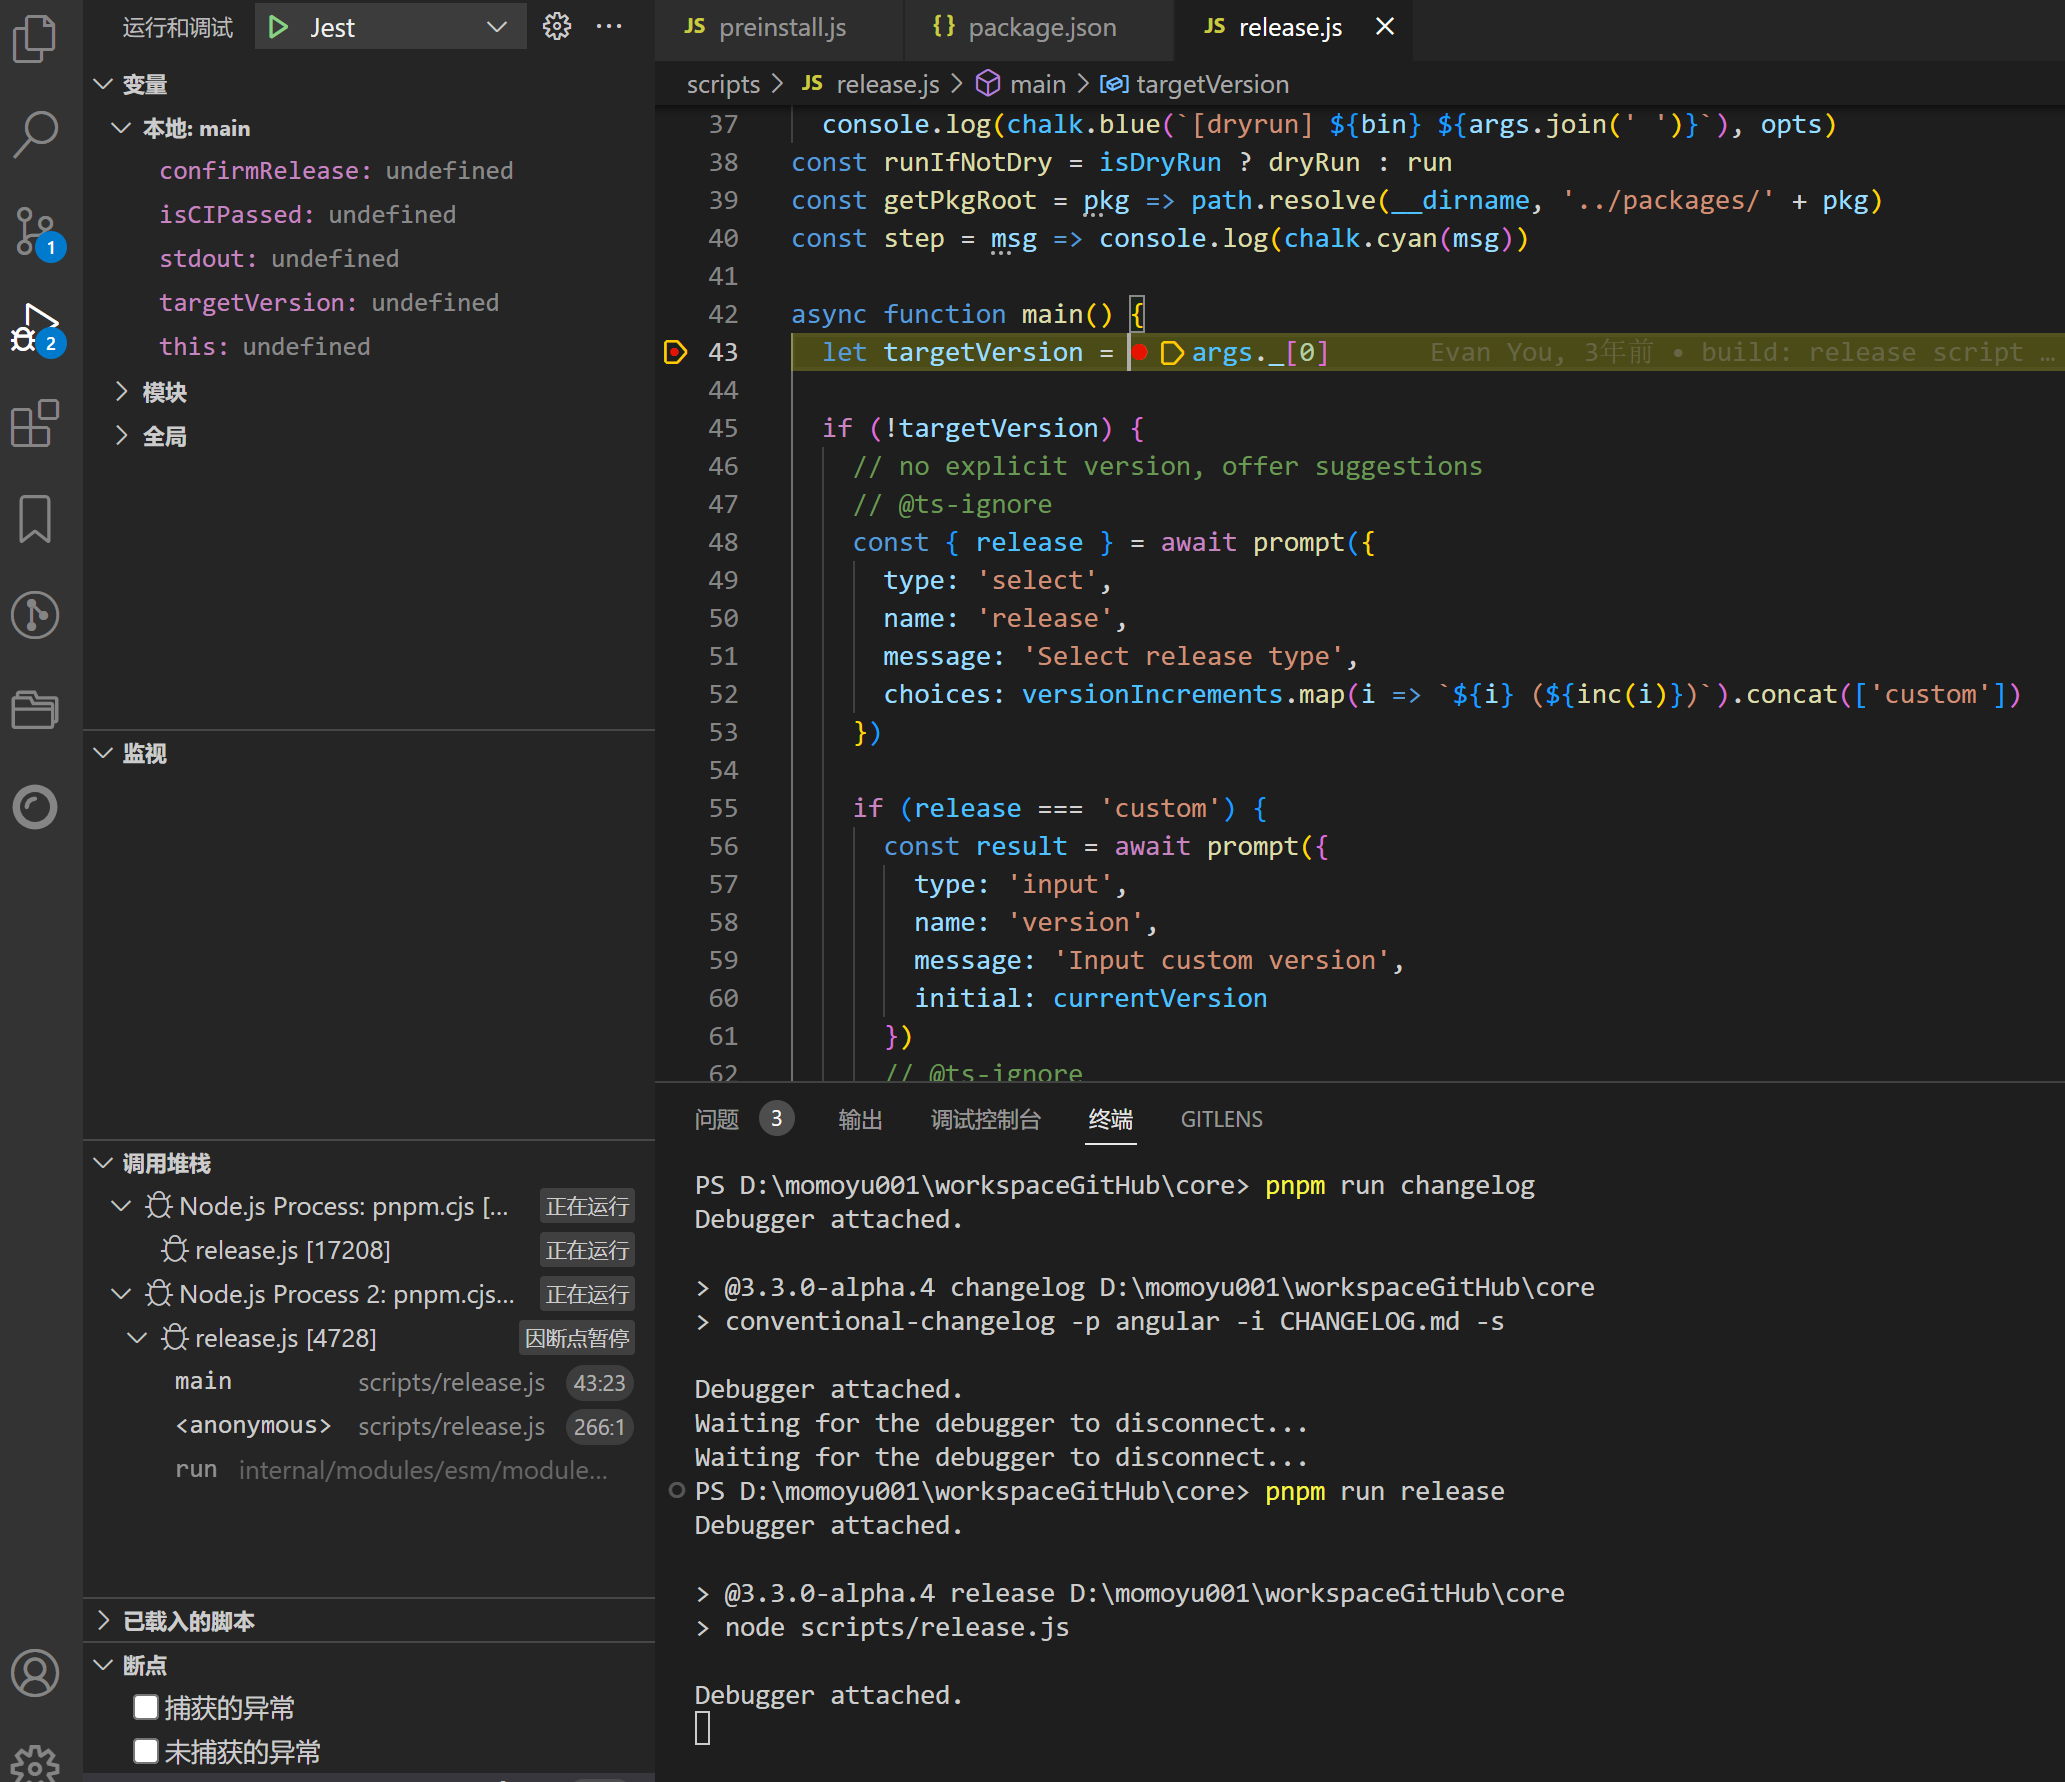 运行和调试
Jest
变量
本地: main
confirmRelease: undefined
isCIPassed: undefined
stdout: undefined
targetVersion: undefined
this: undefined
模块
全局
监视
调用堆栈
Node.js Process: pnpm.cjs [... 正在运行
release.js [17208] 正在运行
Node.js Process 2: pnpm.cjs... 正在运行
release.js [4728] 因断点暂停
main scripts/release.js 43:23
<anonymous> scripts/release.js 266:1
run internal/modules/esm/module...
已载入的脚本
断点
捕获的异常
未捕获的异常
1
2
JS preinstall.js
{} package.json
JS release.js
scripts > JS release.js > main > targetVersion
37 console.log(chalk.blue(`[dryrun] ${bin} ${args.join(' ')}`), opts)
38 const runIfNotDry = isDryRun ? dryRun : run
39 const getPkgRoot = pkg => path.resolve(__dirname, '../packages/' + pkg)
40 const step = msg => console.log(chalk.cyan(msg))
41
42 async function main() {
43 let targetVersion = args._[0] Evan You, 3年前 • build: release script …
44
45 if (!targetVersion) {
46 // no explicit version, offer suggestions
47 // @ts-ignore
48 const { release } = await prompt({
49 type: 'select',
50 name: 'release',
51 message: 'Select release type',
52 choices: versionIncrements.map(i => `${i} (${inc(i)})`).concat(['custom'])
53 })
54
55 if (release === 'custom') {
56 const result = await prompt({
57 type: 'input',
58 name: 'version',
59 message: 'Input custom version',
60 initial: currentVersion
61 })
62 // @ts-ignore
问题 3 输出 调试控制台 终端 GITLENS
PS D:\momoyu001\workspaceGitHub\core> pnpm run changelog
Debugger attached.
> @3.3.0-alpha.4 changelog D:\momoyu001\workspaceGitHub\core
> conventional-changelog -p angular -i CHANGELOG.md -s
Debugger attached.
Waiting for the debugger to disconnect...
Waiting for the debugger to disconnect...
PS D:\momoyu001\workspaceGitHub\core> pnpm run release
Debugger attached.
> @3.3.0-alpha.4 release D:\momoyu001\workspaceGitHub\core
> node scripts/release.js
Debugger attached.